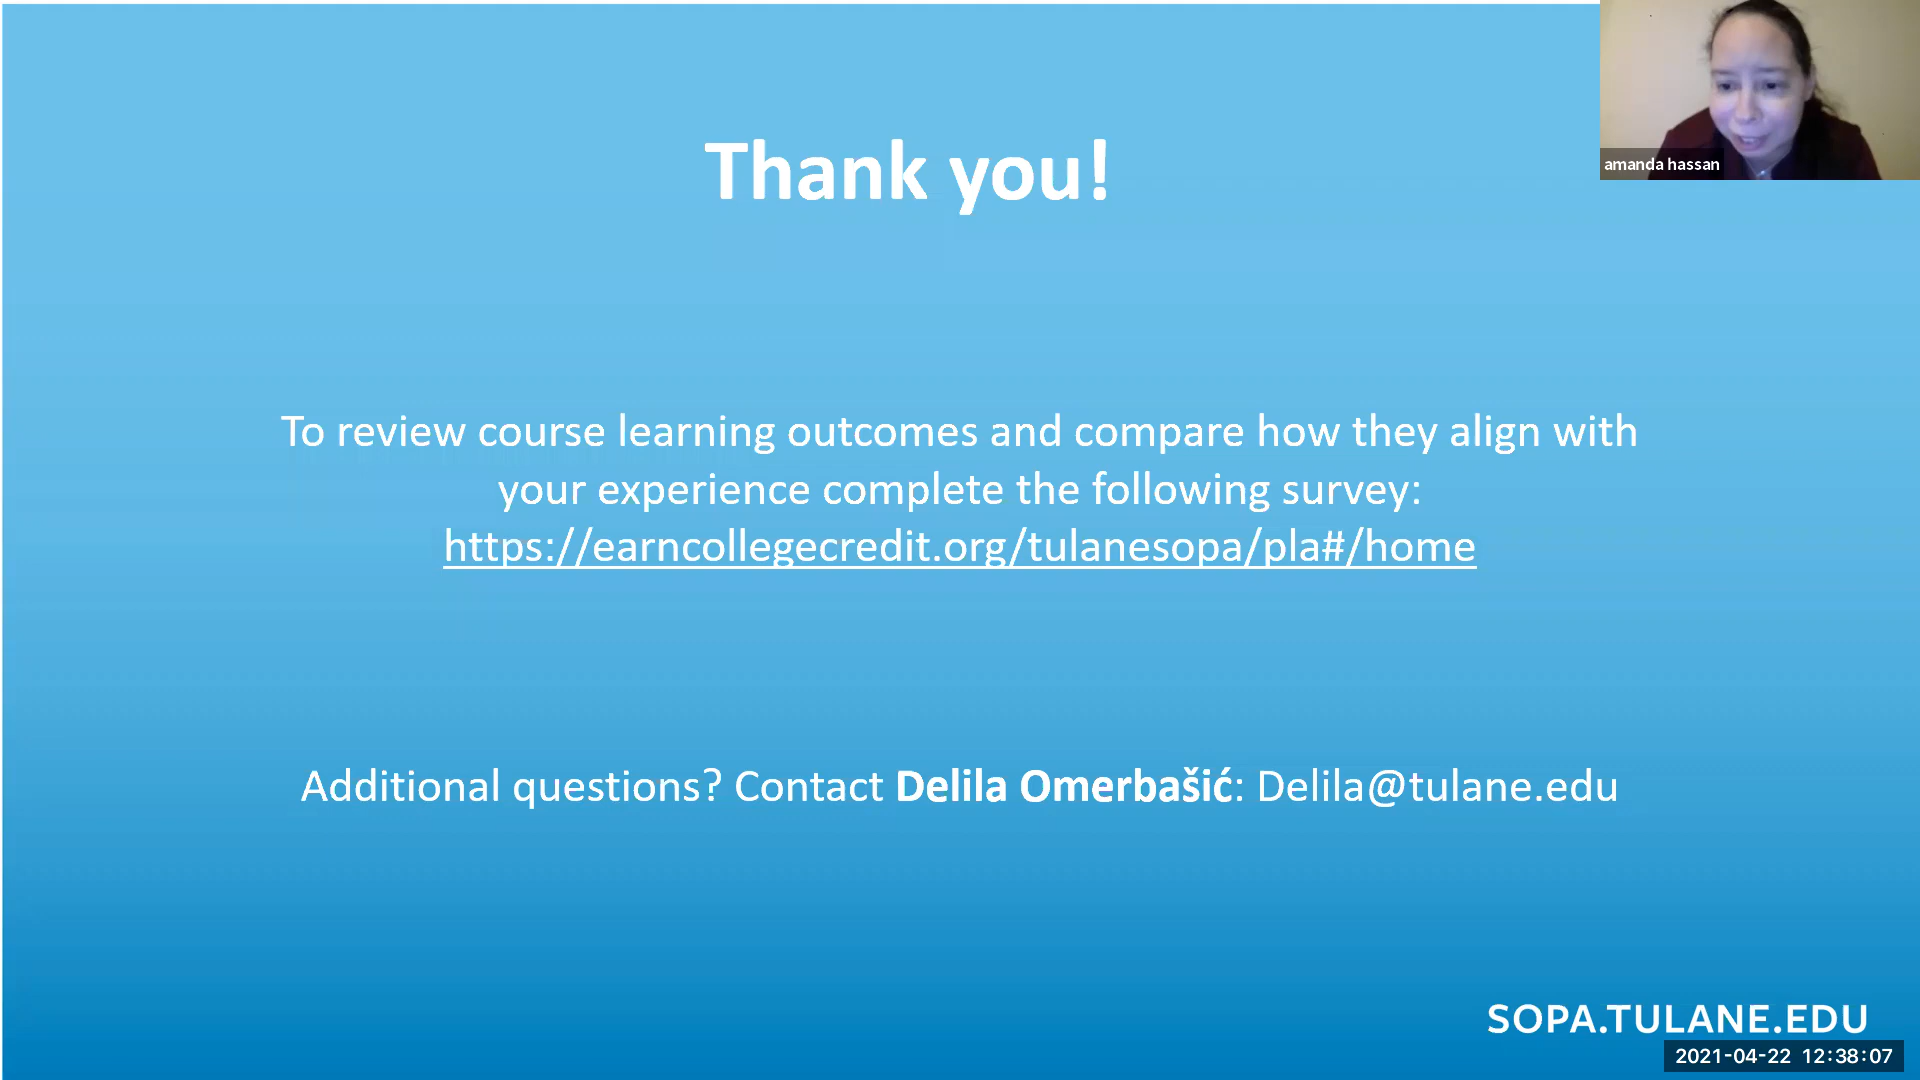 Thank you!
amanda hassan
To review course learning outcomes and compare how they align with
your experience complete the following survey:
https://earncollegecredit.org/tulanesopa/pla#/home
Additional questions? Contact Delila Omerbašić: Delila@tulane.edu
SOPA.TULANE.EDU
2021-04-22 12:38:07